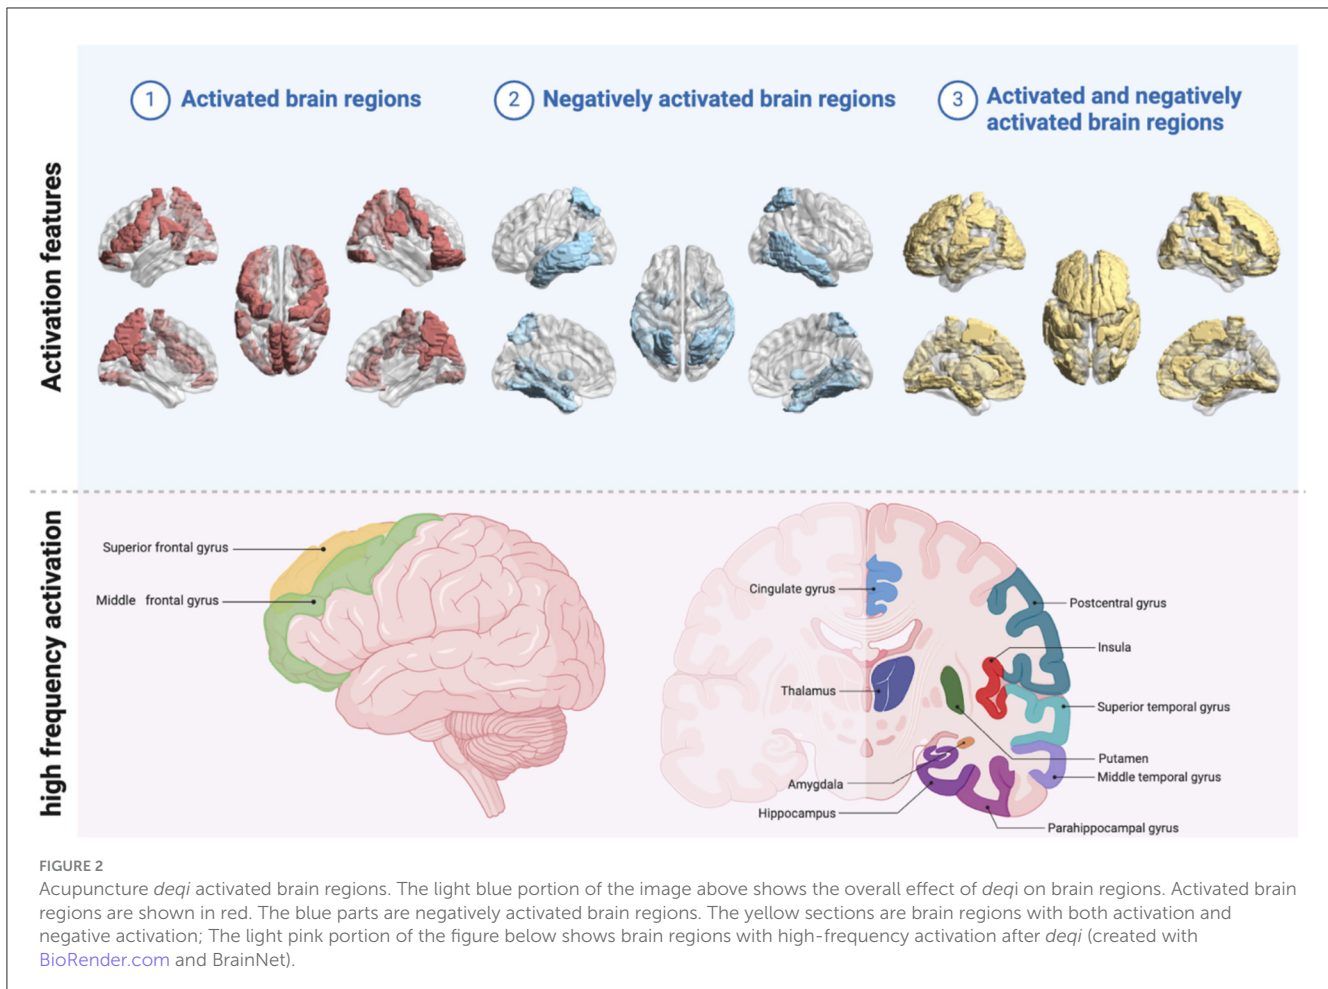 1 Activated brain regions
2 Negatively activated brain regions
3 Activated and negatively
activated brain regions
Activation features
high frequency activation
Superior frontal gyrus
Middle frontal gyrus
Cingulate gyrus
Thalamus
Amygdala
Hippocampus
Postcentral gyrus
Insula
Superior temporal gyrus
Putamen
Middle temporal gyrus
Parahippocampal gyrus
FIGURE 2
Acupuncture deqi activated brain regions. The light blue portion of the image above shows the overall effect of deqi on brain regions. Activated brain
regions are shown in red. The blue parts are negatively activated brain regions. The yellow sections are brain regions with both activation and
negative activation; The light pink portion of the figure below shows brain regions with high-frequency activation after deqi (created with
BioRender.com and BrainNet).